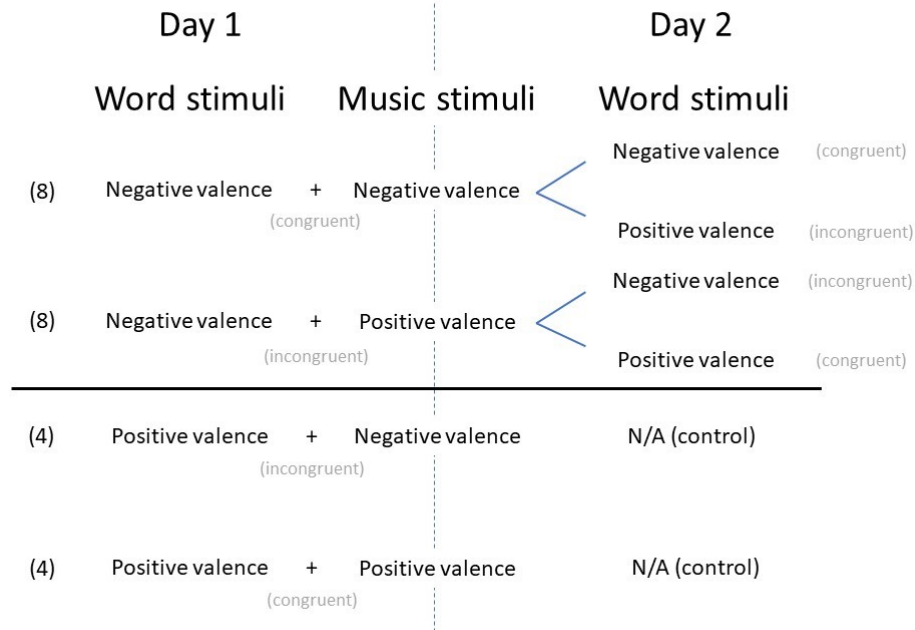 Day 1 Day 2
Word stimuli Music stimuli Word stimuli
Negative valence (congruent)
(8) Negative valence + Negative valence
(congruent)
Positive valence (incongruent)
Negative valence (incongruent)
(8) Negative valence + Positive valence
(incongruent)
Positive valence (congruent)
(4) Positive valence + Negative valence N/A (control)
(incongruent)
(4) Positive valence + Positive valence N/A (control)
(congruent)